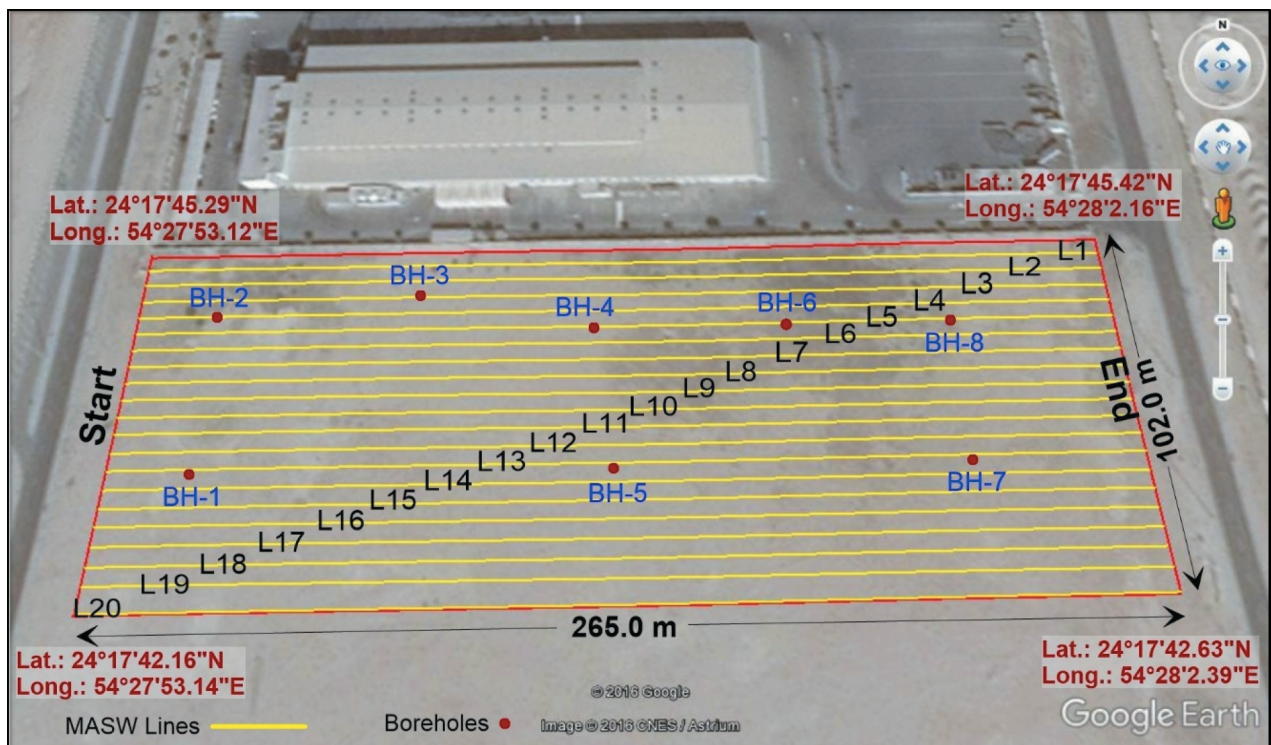 N
Lat.: 24°17'45.29"N
Long.: 54°27'53.12"E
Lat.: 24°17'45.42"N
Long.: 54°28'2.16"E
L1
L2
BH-3
L3
BH-2
BH-4
BH-6
L4
L5
L6
BH-8
L7
L8
L9
Start
End
102.0 m
L10
L11
L12
L13
L14
BH-1
BH-5
BH-7
L15
L16
L17
L18
L19
L20
265.0 m
Lat.: 24°17'42.16"N
Long.: 54°27'53.14"E
Lat.: 24°17'42.63"N
Long.: 54°28'2.39"E
© 2016 Google
MASW Lines
Boreholes
Image © 2016 CNES / Astrium
Google Earth